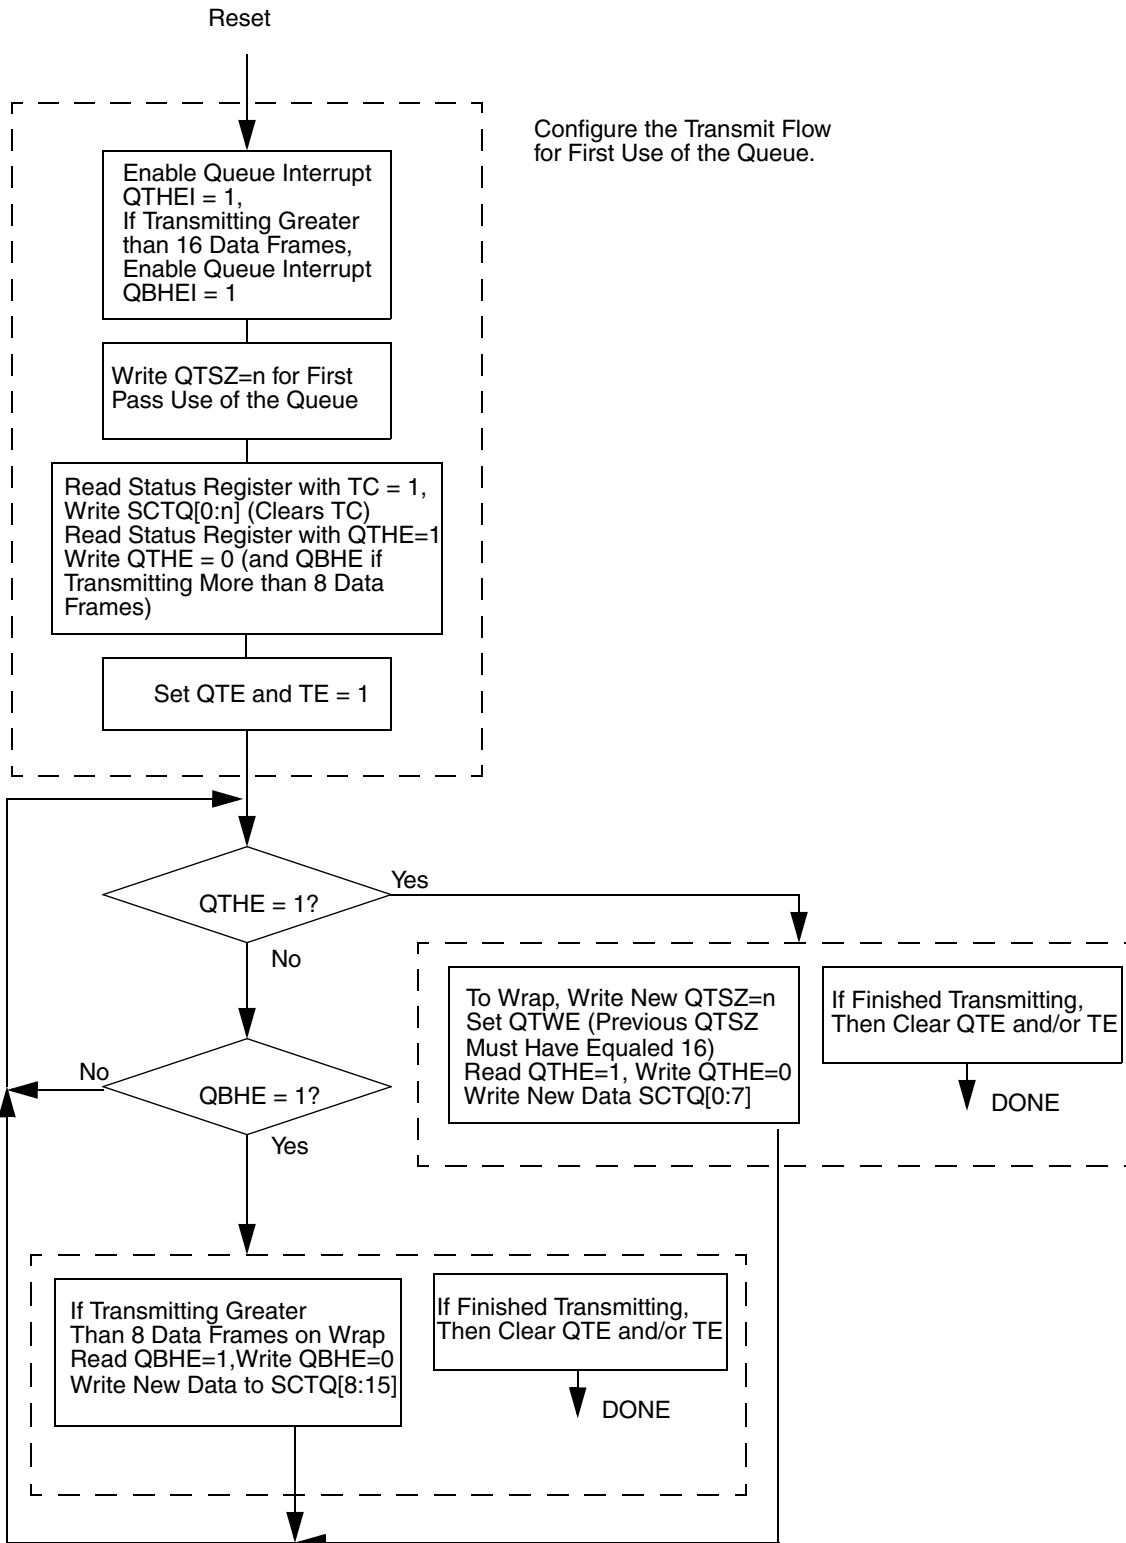 Reset
Configure the Transmit Flow
for First Use of the Queue.
Enable Queue Interrupt
QTHEI = 1,
If Transmitting Greater
than 16 Data Frames,
Enable Queue Interrupt
QBHEI = 1
Write QTSZ=n for First
Pass Use of the Queue
Read Status Register with TC = 1,
Write SCTQ[0:n] (Clears TC)
Read Status Register with QTHE=1
Write QTHE = 0 (and QBHE if
Transmitting More than 8 Data
Frames)
Set QTE and TE = 1
QTHE = 1?
Yes
No
To Wrap, Write New QTSZ=n
Set QTWE (Previous QTSZ
Must Have Equaled 16)
Read QTHE=1, Write QTHE=0
Write New Data SCTQ[0:7]
If Finished Transmitting,
Then Clear QTE and/or TE
DONE
QBHE = 1?
No
Yes
If Transmitting Greater
Than 8 Data Frames on Wrap
Read QBHE=1,Write QBHE=0
Write New Data to SCTQ[8:15]
If Finished Transmitting,
Then Clear QTE and/or TE
DONE